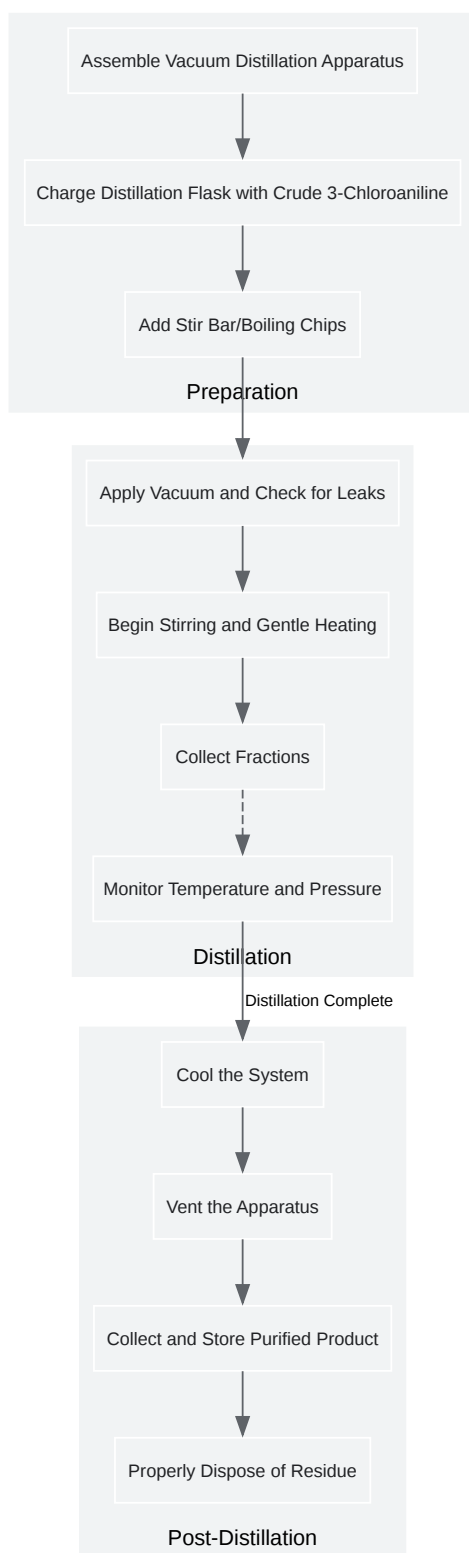 Assemble Vacuum Distillation Apparatus
Charge Distillation Flask with Crude 3-Chloroaniline
Add Stir Bar/Boiling Chips
Preparation
Apply Vacuum and Check for Leaks
Begin Stirring and Gentle Heating
Collect Fractions
Monitor Temperature and Pressure
Distillation
Distillation Complete
Cool the System
Vent the Apparatus
Collect and Store Purified Product
Properly Dispose of Residue
Post-Distillation